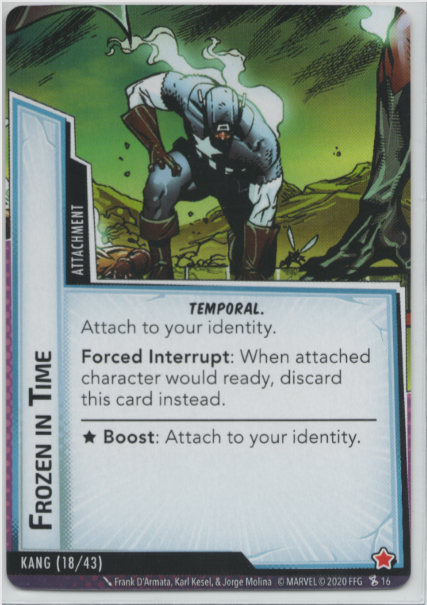 ATTACHMENT
FROZEN IN TIME
TEMPORAL.
Attach to your identity.
Forced Interrupt: When attached
character would ready, discard
this card instead.
★ Boost: Attach to your identity.
KANG (18/43)
Frank D'Armata, Karl Kesel, & Jorge Molina © MARVEL © 2020 FFG 16